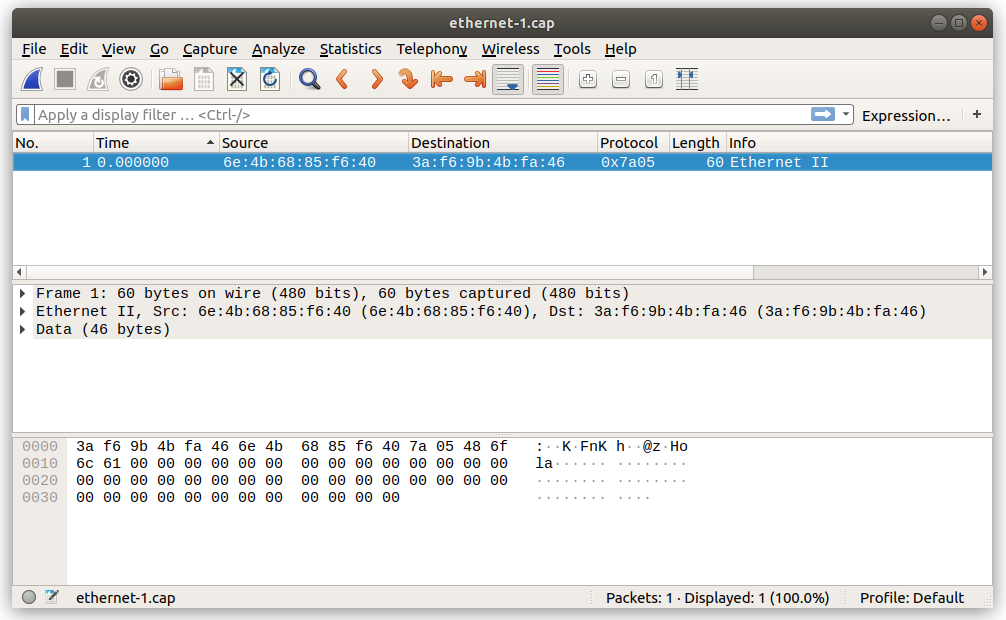 ethernet-1.cap
File Edit View Go Capture Analyze Statistics Telephony Wireless Tools Help
Apply a display filter … <Ctrl-/> Expression… +
No. Time Source Destination Protocol Length Info
1 0.000000 6e:4b:68:85:f6:40 3a:f6:9b:4b:fa:46 0x7a05 60 Ethernet II
Frame 1: 60 bytes on wire (480 bits), 60 bytes captured (480 bits)
Ethernet II, Src: 6e:4b:68:85:f6:40 (6e:4b:68:85:f6:40), Dst: 3a:f6:9b:4b:fa:46 (3a:f6:9b:4b:fa:46)
Data (46 bytes)
0000 3a f6 9b 4b fa 46 6e 4b 68 85 f6 40 7a 05 48 6f :··K·FnK h··@z·Ho
0010 6c 61 00 00 00 00 00 00 00 00 00 00 00 00 00 00 la······ ········
0020 00 00 00 00 00 00 00 00 00 00 00 00 00 00 00 00 ········ ········
0030 00 00 00 00 00 00 00 00 00 00 00 00 ········ ····
ethernet-1.cap Packets: 1 · Displayed: 1 (100.0%) Profile: Default